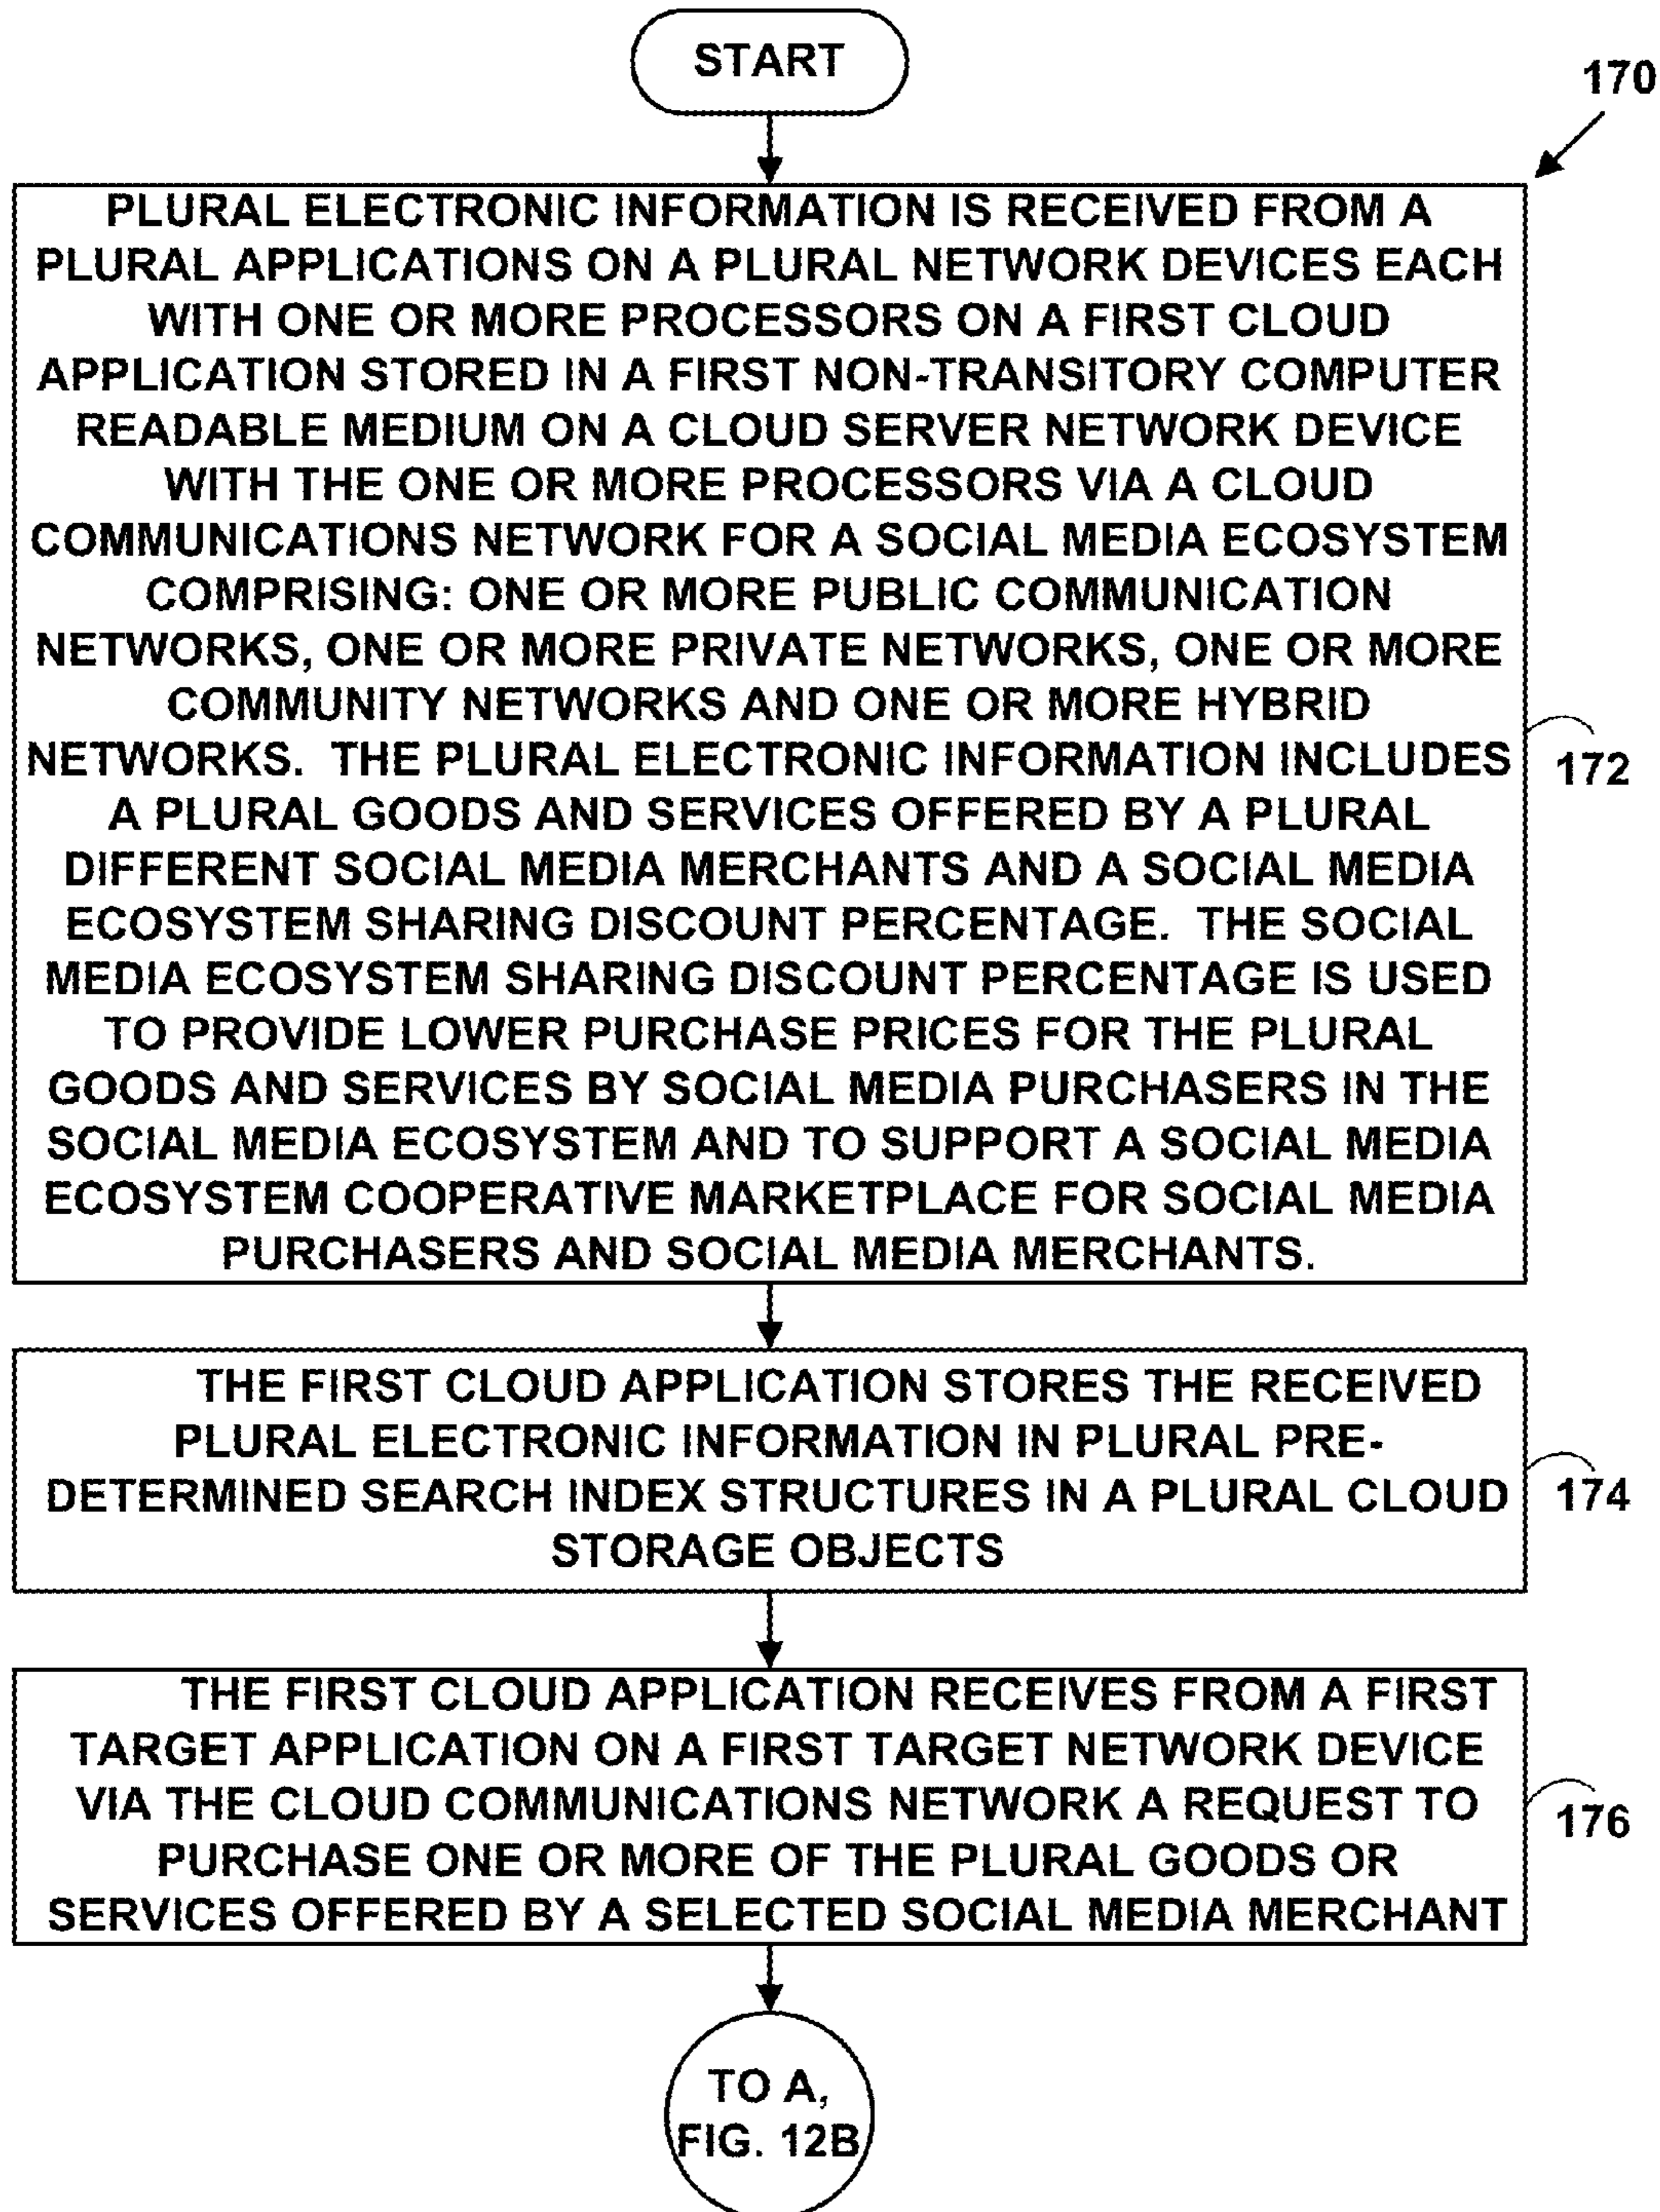 START
170
PLURAL ELECTRONIC INFORMATION IS RECEIVED FROM A
PLURAL APPLICATIONS ON A PLURAL NETWORK DEVICES EACH
WITH ONE OR MORE PROCESSORS ON A FIRST CLOUD
APPLICATION STORED IN A FIRST NON-TRANSITORY COMPUTER
READABLE MEDIUM ON A CLOUD SERVER NETWORK DEVICE
WITH THE ONE OR MORE PROCESSORS VIA A CLOUD
COMMUNICATIONS NETWORK FOR A SOCIAL MEDIA ECOSYSTEM
COMPRISING: ONE OR MORE PUBLIC COMMUNICATION
NETWORKS, ONE OR MORE PRIVATE NETWORKS, ONE OR MORE
COMMUNITY NETWORKS AND ONE OR MORE HYBRID
NETWORKS. THE PLURAL ELECTRONIC INFORMATION INCLUDES
A PLURAL GOODS AND SERVICES OFFERED BY A PLURAL
DIFFERENT SOCIAL MEDIA MERCHANTS AND A SOCIAL MEDIA
ECOSYSTEM SHARING DISCOUNT PERCENTAGE. THE SOCIAL
MEDIA ECOSYSTEM SHARING DISCOUNT PERCENTAGE IS USED
TO PROVIDE LOWER PURCHASE PRICES FOR THE PLURAL
GOODS AND SERVICES BY SOCIAL MEDIA PURCHASERS IN THE
SOCIAL MEDIA ECOSYSTEM AND TO SUPPORT A SOCIAL MEDIA
ECOSYSTEM COOPERATIVE MARKETPLACE FOR SOCIAL MEDIA
PURCHASERS AND SOCIAL MEDIA MERCHANTS.
172
THE FIRST CLOUD APPLICATION STORES THE RECEIVED
PLURAL ELECTRONIC INFORMATION IN PLURAL PRE-
DETERMINED SEARCH INDEX STRUCTURES IN A PLURAL CLOUD
STORAGE OBJECTS
174
THE FIRST CLOUD APPLICATION RECEIVES FROM A FIRST
TARGET APPLICATION ON A FIRST TARGET NETWORK DEVICE
VIA THE CLOUD COMMUNICATIONS NETWORK A REQUEST TO
PURCHASE ONE OR MORE OF THE PLURAL GOODS OR
SERVICES OFFERED BY A SELECTED SOCIAL MEDIA MERCHANT
176
TO A,
FIG. 12B